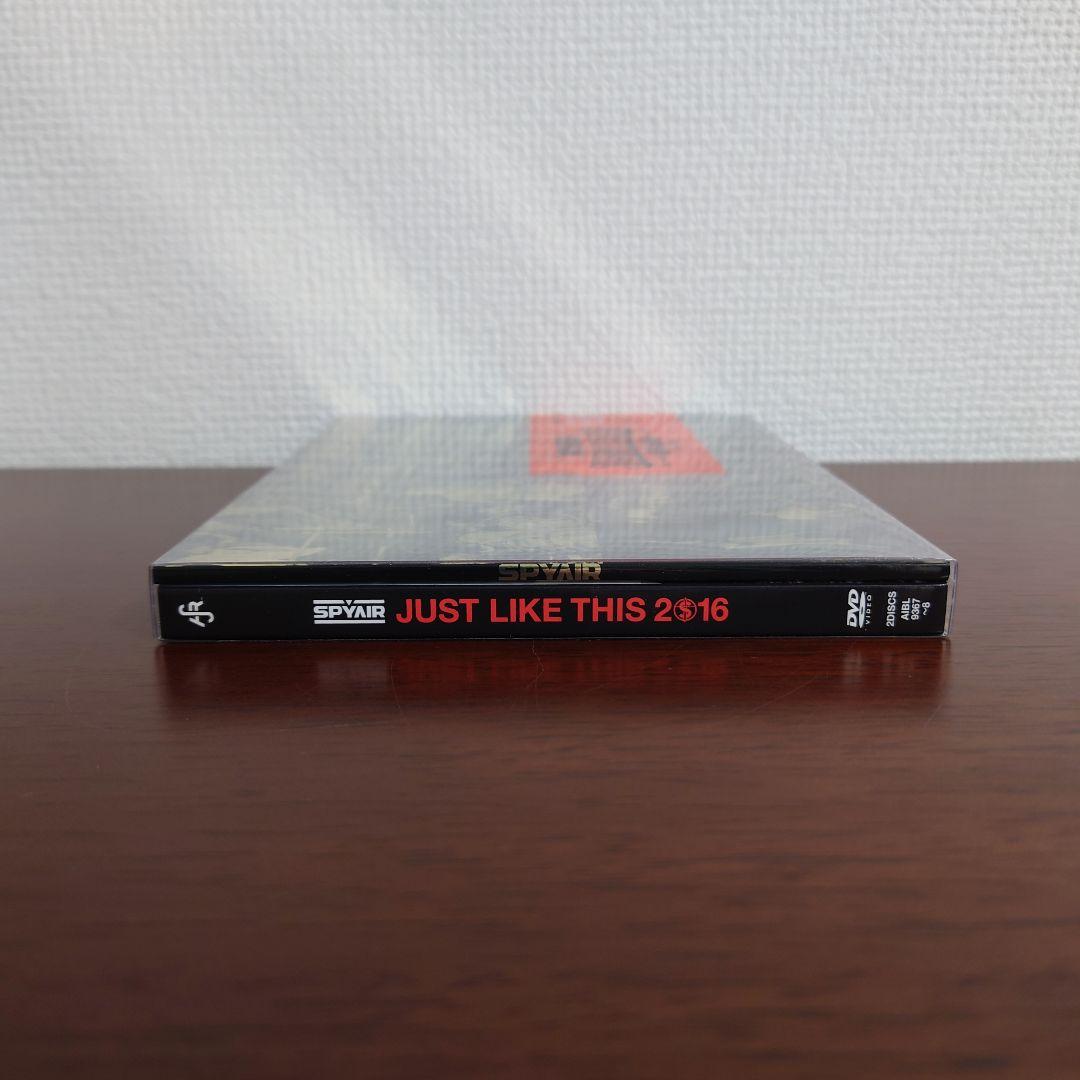 SPYAIR
SPYAIR JUST LIKE THIS 2016
DVD
VIDEO
2DISCS
AIBL
9367
~8